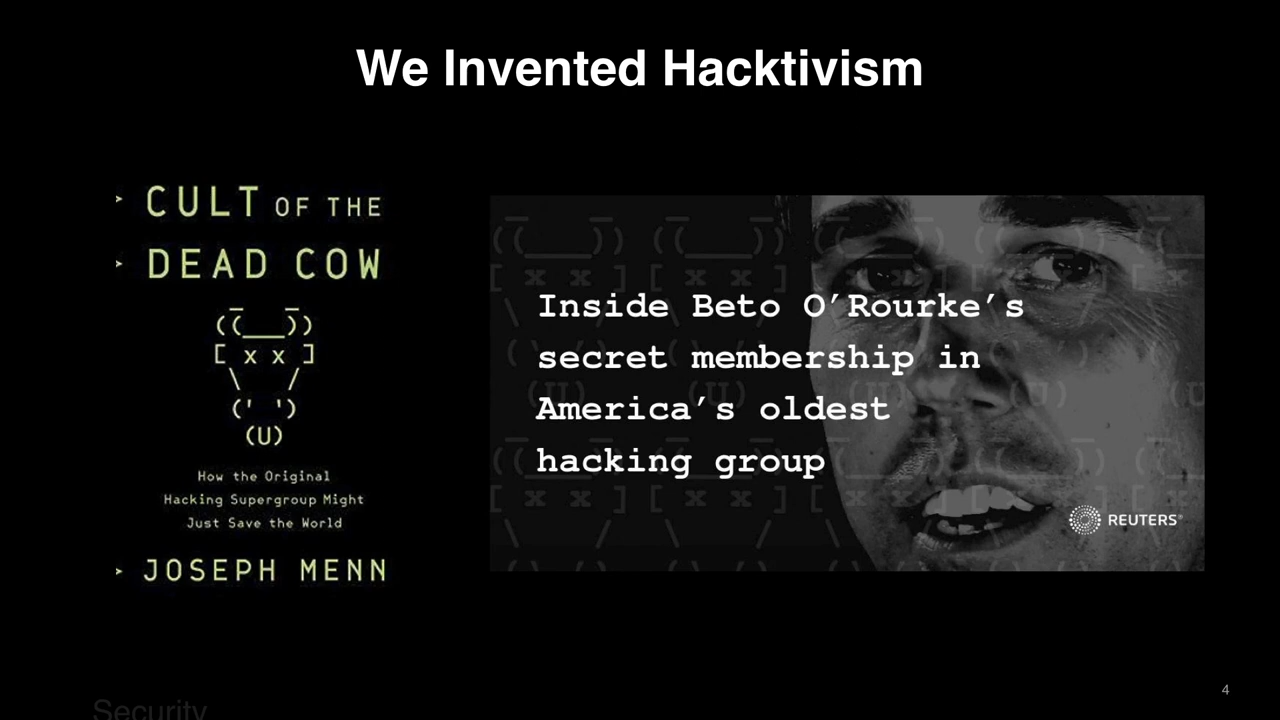 We Invented Hacktivism
CULT OF THE
DEAD COW
_ _
((___))
[ x x ]
\ /
(' ')
(U)
How the Original
Hacking Supergroup Might
Just Save the World
JOSEPH MENN
Inside Beto O’Rourke’s
secret membership in
America’s oldest
hacking group
REUTERS®
Security
4